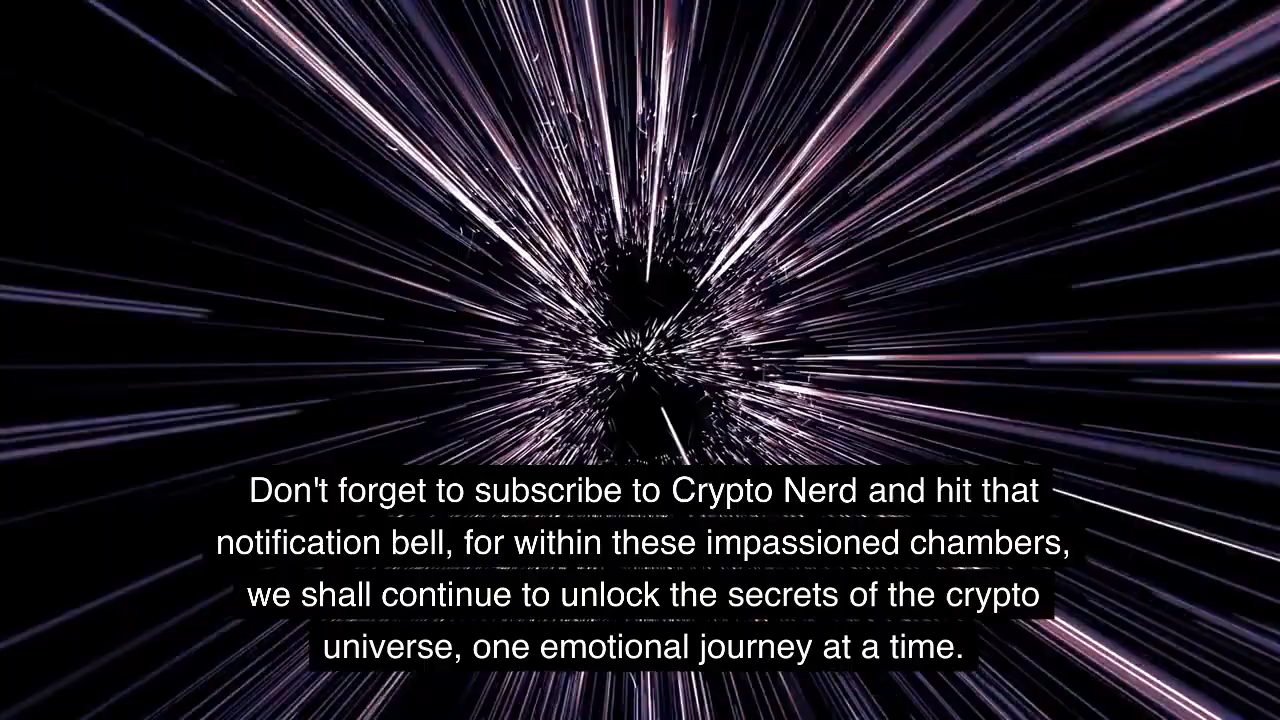 Don't forget to subscribe to Crypto Nerd and hit that
notification bell, for within these impassioned chambers,
we shall continue to unlock the secrets of the crypto
universe, one emotional journey at a time.